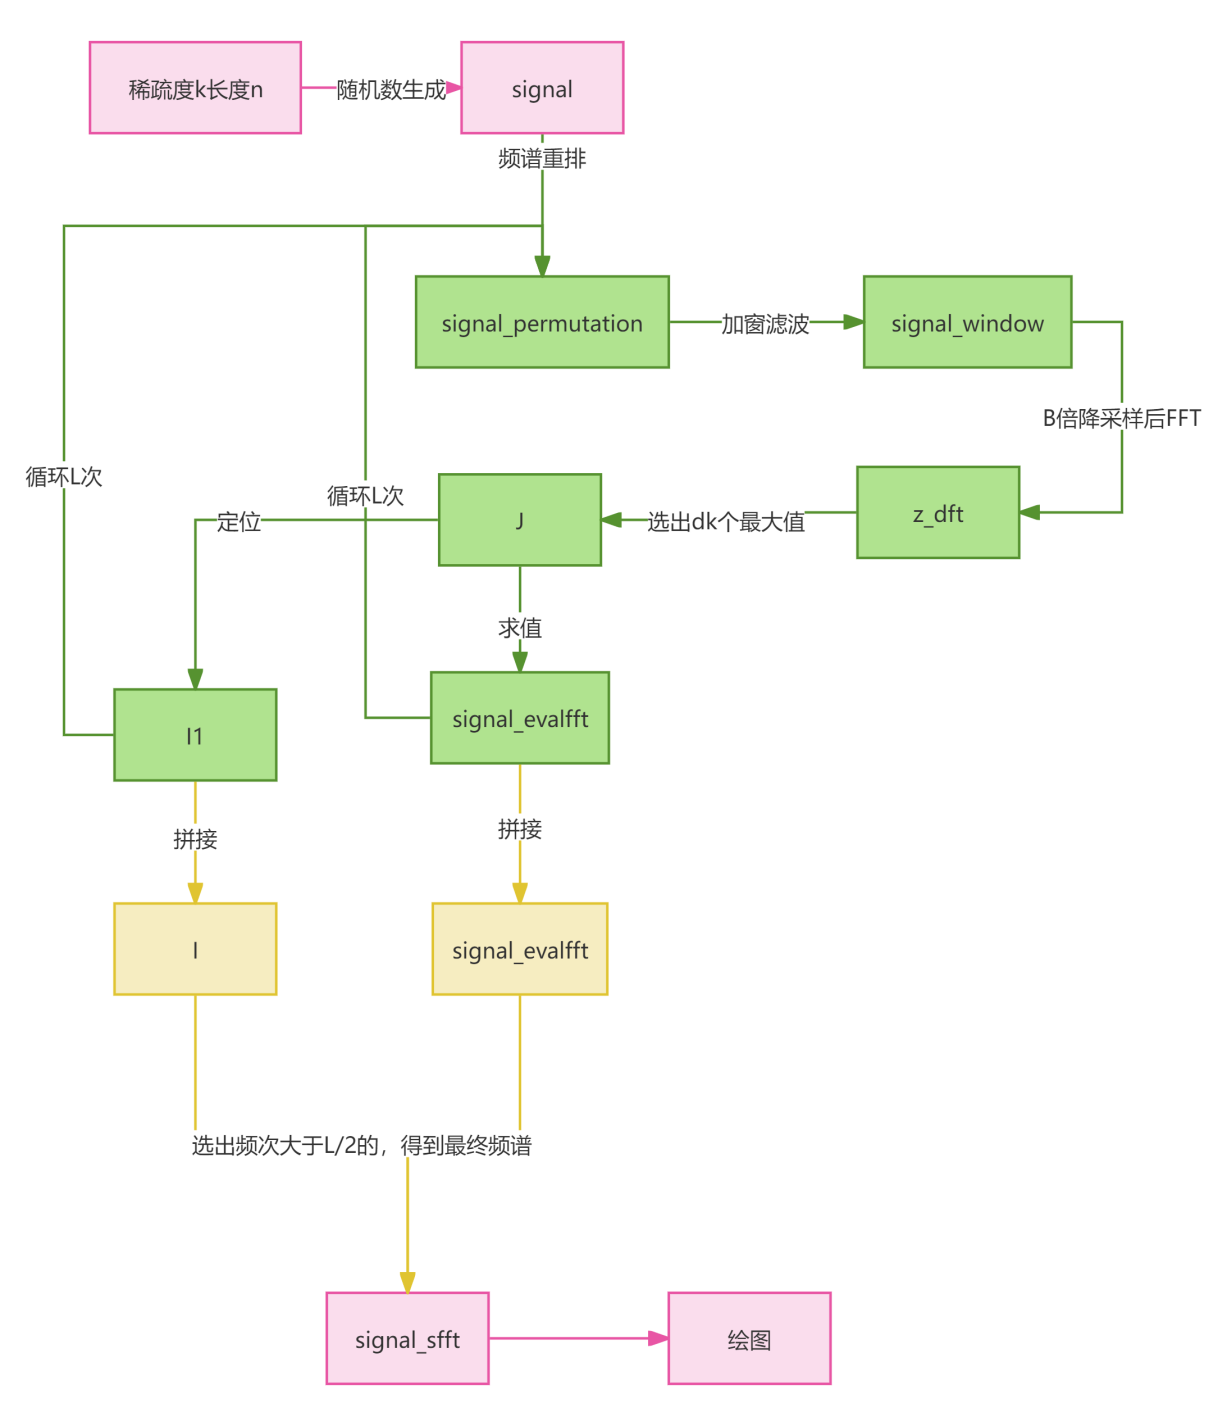 稀疏度k长度n
随机数生成
signal
频谱重排
signal_permutation
加窗滤波
signal_window
B倍降采样后FFT
循环L次
循环L次
定位
J
选出dk个最大值
z_dft
求值
I1
signal_evalfft
拼接
拼接
I
signal_evalfft
选出频次大于L/2的，得到最终频谱
signal_sfft
绘图